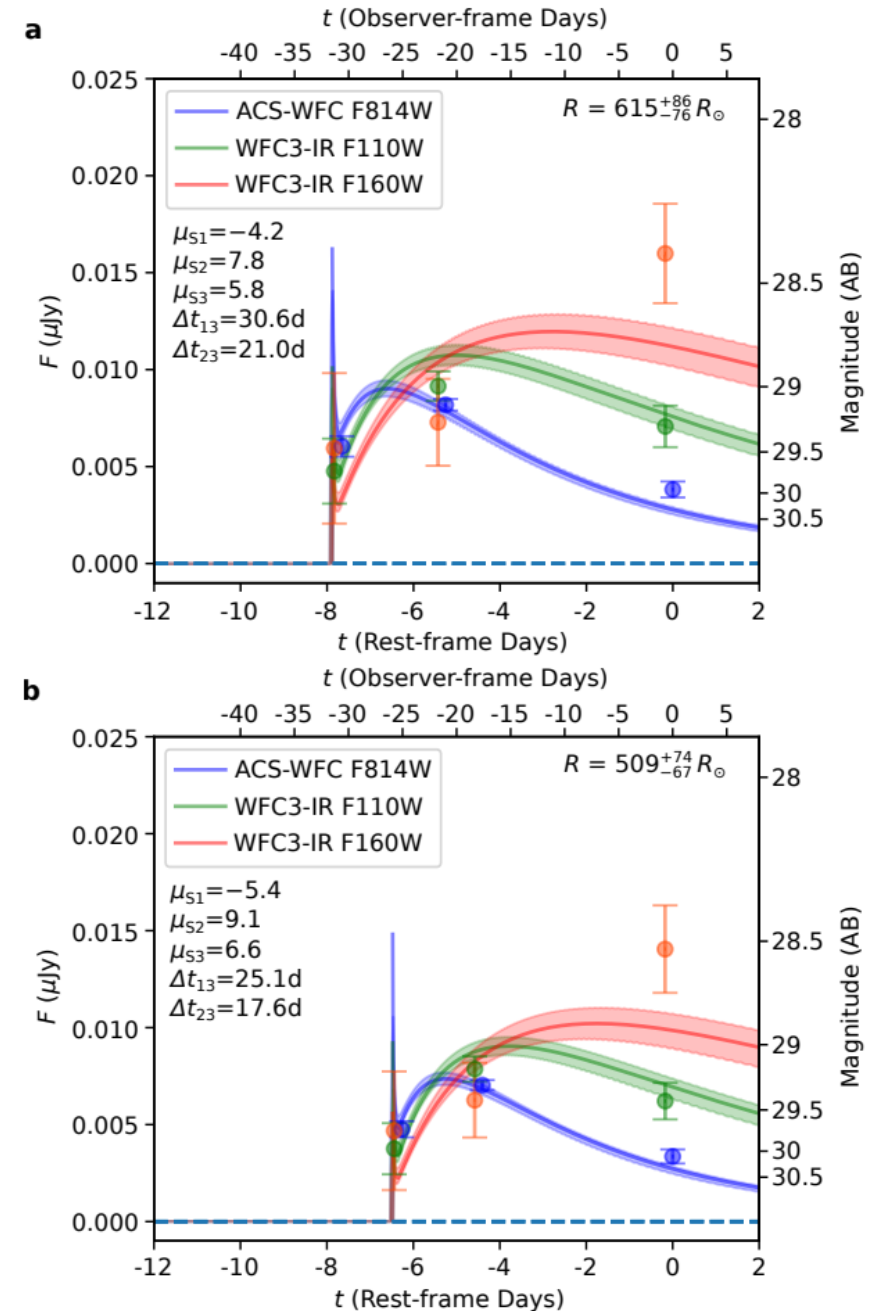 a
t (Observer-frame Days)
-40 -35 -30 -25 -20 -15 -10 -5 0 5
ACS-WFC F814W
WFC3-IR F110W
WFC3-IR F160W
R = 615+86−76 R⊙
μS1=−4.2
μS2=7.8
μS3=5.8
Δt13=30.6d
Δt23=21.0d
F (μJy)
0.025
0.020
0.015
0.010
0.005
0.000
28
28.5
29
29.5
30
30.5
Magnitude (AB)
-12 -10 -8 -6 -4 -2 0 2
t (Rest-frame Days)
b
t (Observer-frame Days)
-40 -35 -30 -25 -20 -15 -10 -5 0 5
ACS-WFC F814W
WFC3-IR F110W
WFC3-IR F160W
R = 509+74−67 R⊙
μS1=−5.4
μS2=9.1
μS3=6.6
Δt13=25.1d
Δt23=17.6d
F (μJy)
0.025
0.020
0.015
0.010
0.005
0.000
28
28.5
29
29.5
30
30.5
Magnitude (AB)
-12 -10 -8 -6 -4 -2 0 2
t (Rest-frame Days)